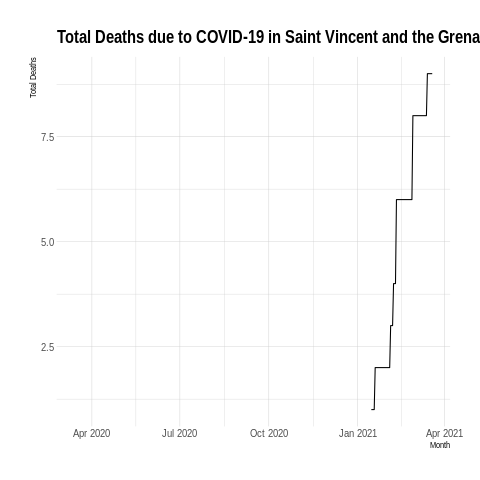 Total Deaths due to COVID-19 in Saint Vincent and the Grena
Total Deaths
7.5
5.0
2.5
Apr 2020 Jul 2020 Oct 2020 Jan 2021 Apr 2021
Month